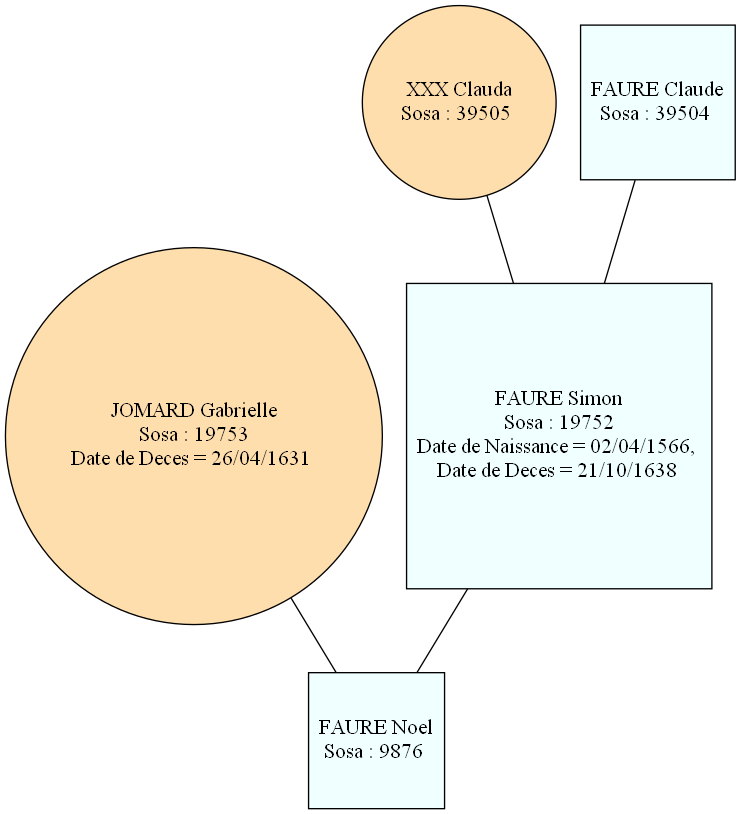 XXX Clauda
Sosa : 39505
FAURE Claude
Sosa : 39504
JOMARD Gabrielle
Sosa : 19753
Date de Deces = 26/04/1631
FAURE Simon
Sosa : 19752
Date de Naissance = 02/04/1566,
Date de Deces = 21/10/1638
FAURE Noel
Sosa : 9876